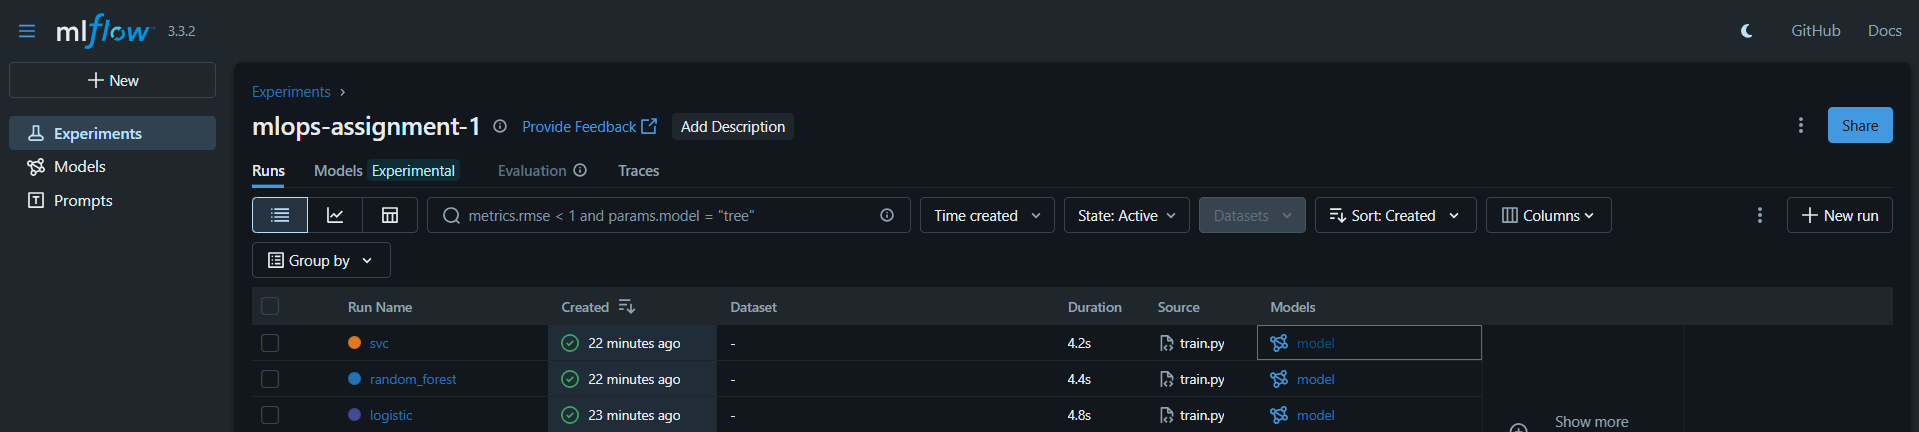 mlflow 3.3.2 GitHub Docs
New
Experiments
Models
Prompts
Experiments
mlops-assignment-1 Provide Feedback Add Description Share
Runs Models Experimental Evaluation Traces
metrics.rmse < 1 and params.model = "tree" Time created State: Active Datasets Sort: Created Columns New run
Group by
Run Name Created Dataset Duration Source Models
svc 22 minutes ago - 4.2s train.py model
random_forest 22 minutes ago - 4.4s train.py model
logistic 23 minutes ago - 4.8s train.py model
Show more